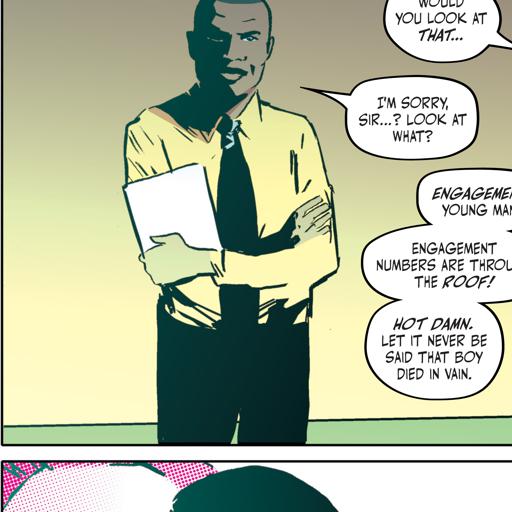 WOULD
YOU LOOK AT
THAT...
I'M SORRY,
SIR...? LOOK AT
WHAT?
YOUNG
ENGAGEMENT
NUMBERS ARE
THE ROOF!
HOT DAMN.
LET IT NEVER BE
SAID THAT BOY
DIED IN VAIN.